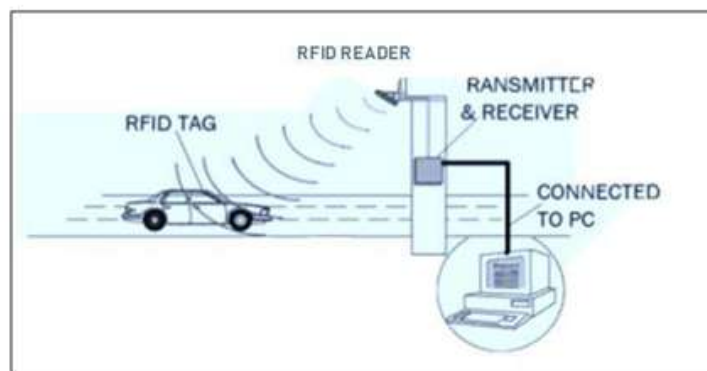 RFID READER
RANSMITTER
& RECEIVER
RFID TAG
CONNECTED
TO PC